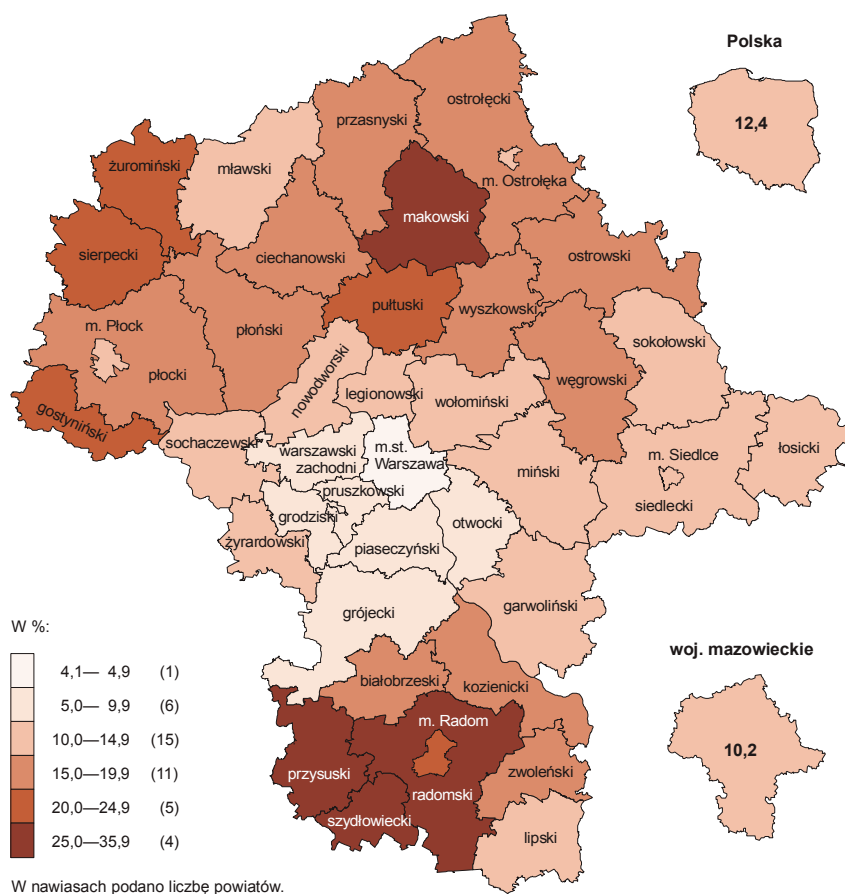 Polska
12,4
ostrołęcki
przasnyski
żuromiński
mławski
m. Ostrołęka
makowski
sierpecki
ciechanowski
ostrowski
pułtuski
wyszkowski
m. Płock
płoński
sokołowski
płocki
nowodworski
legionowski
wołomiński
węgrowski
gostyniński
sochaczewski
warszawski
zachodni
m.st.
Warszawa
miński
m. Siedlce
łosicki
siedlecki
pruszkowski
grodziski
otwocki
żyrardowski
piaseczyński
garwoliński
grójecki
W %:
4,1— 4,9 (1)
5,0— 9,9 (6)
10,0—14,9 (15)
15,0—19,9 (11)
20,0—24,9 (5)
25,0—35,9 (4)
woj. mazowieckie
10,2
białobrzeski
kozienicki
m. Radom
przysuski
zwoleński
radomski
szydłowiecki
lipski
W nawiasach podano liczbę powiatów.